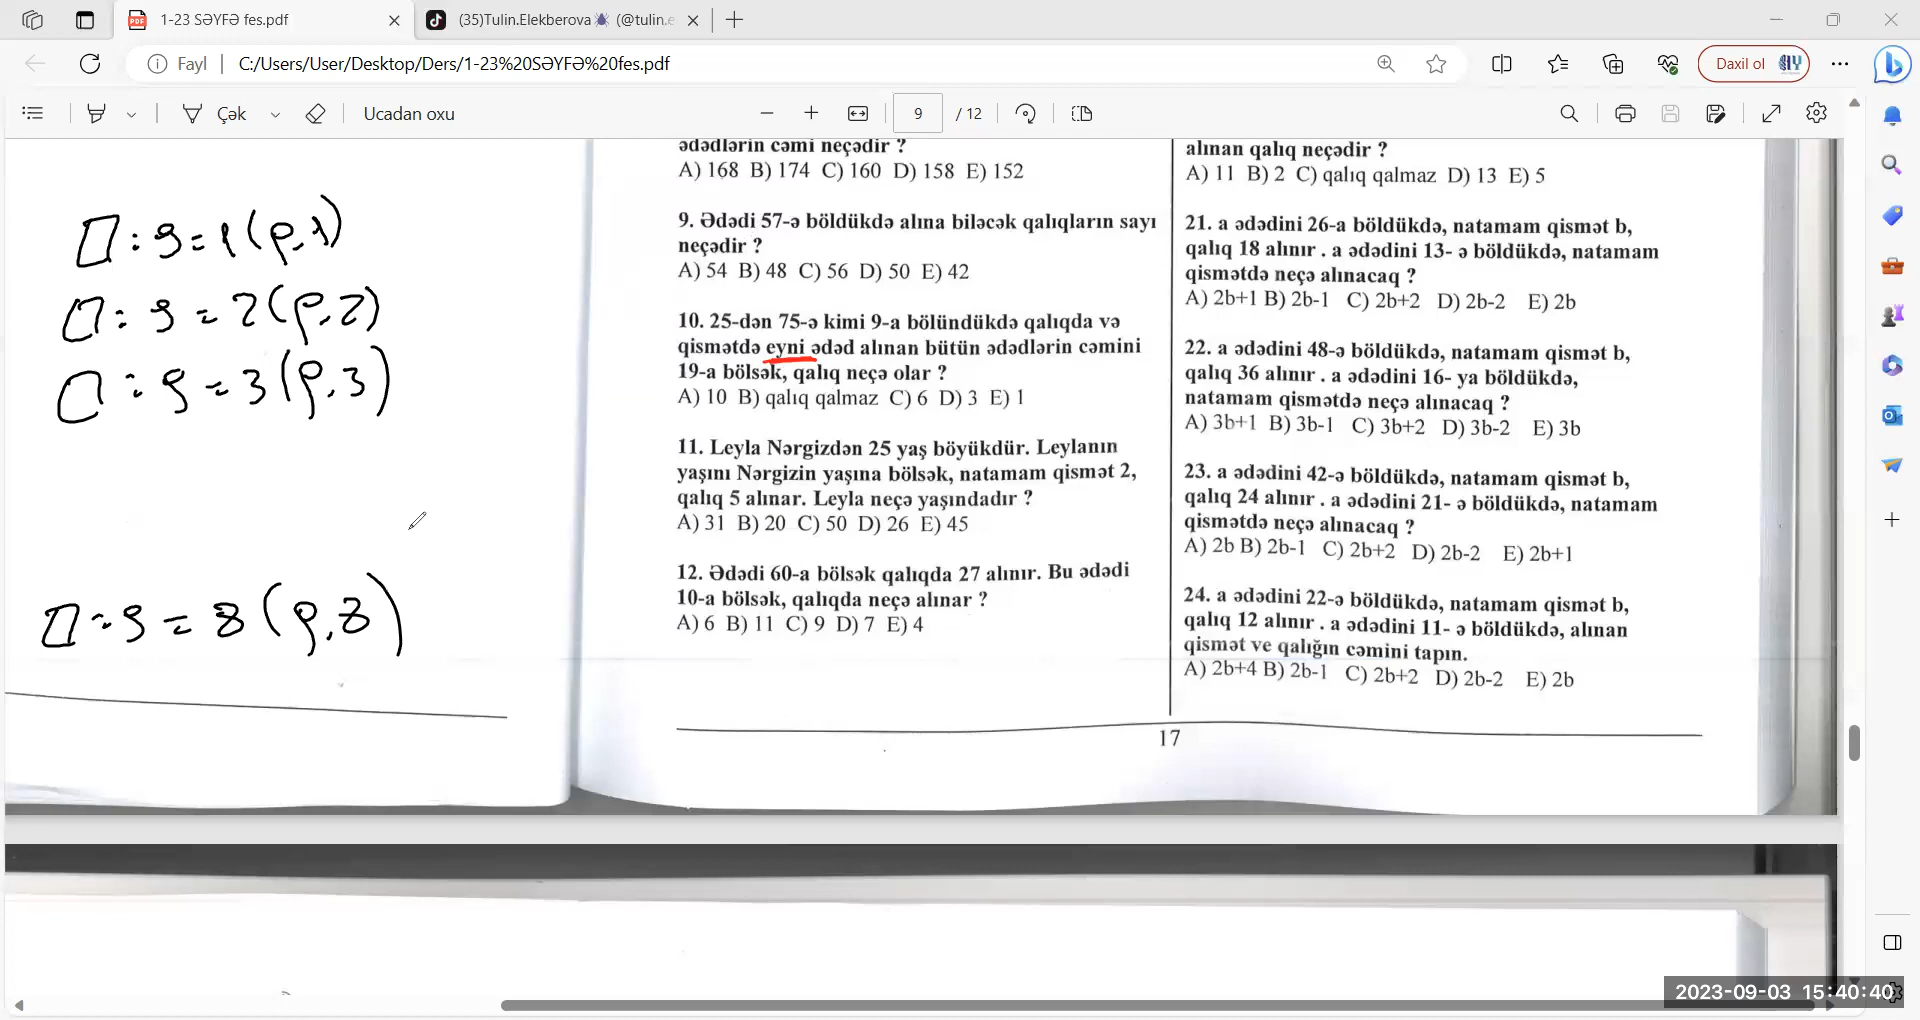 1-23 SƏYFƏ fes.pdf
(35)Tulin.Elekberova🕷 (@tulin.e
Fayl
C:/Users/User/Desktop/Ders/1-23%20SƏYFƏ%20fes.pdf
Daxil ol
Çək
Ucadan oxu
9 / 12
□ : 9 = 1 (p.1)
□ : 9 = 2 (p.2)
□ : 9 = 3 (p.3)
□ : 9 = 8 (p.8)
ədədlərin cəmi neçədir ?
A) 168 B) 174 C) 160 D) 158 E) 152
9. Ədədi 57-ə böldükdə alına biləcək qalıqların sayı
neçədir ?
A) 54 B) 48 C) 56 D) 50 E) 42
10. 25-dən 75-ə kimi 9-a bölündükdə qalıqda və
qismətdə eyni ədəd alınan bütün ədədlərin cəmini
19-a bölsək, qalıq neçə olar ?
A) 10 B) qalıq qalmaz C) 6 D) 3 E) 1
11. Leyla Nərgizdən 25 yaş böyükdür. Leylanın
yaşını Nərgizin yaşına bölsək, natamam qismət 2,
qalıq 5 alınar. Leyla neçə yaşındadır ?
A) 31 B) 20 C) 50 D) 26 E) 45
12. Ədədi 60-a bölsək qalıqda 27 alınır. Bu ədədi
10-a bölsək, qalıqda neçə alınar ?
A) 6 B) 11 C) 9 D) 7 E) 4
alınan qalıq neçədir ?
A) 11 B) 2 C) qalıq qalmaz D) 13 E) 5
21. a ədədini 26-a böldükdə, natamam qismət b,
qalıq 18 alınır . a ədədini 13- ə böldükdə, natamam
qismətdə neçə alınacaq ?
A) 2b+1 B) 2b-1 C) 2b+2 D) 2b-2 E) 2b
22. a ədədini 48-ə böldükdə, natamam qismət b,
qalıq 36 alınır . a ədədini 16- ya böldükdə,
natamam qismətdə neçə alınacaq ?
A) 3b+1 B) 3b-1 C) 3b+2 D) 3b-2 E) 3b
23. a ədədini 42-ə böldükdə, natamam qismət b,
qalıq 24 alınır . a ədədini 21- ə böldükdə, natamam
qismətdə neçə alınacaq ?
A) 2b B) 2b-1 C) 2b+2 D) 2b-2 E) 2b+1
24. a ədədini 22-ə böldükdə, natamam qismət b,
qalıq 12 alınır . a ədədini 11- ə böldükdə, alınan
qismət ve qalığın cəmini tapın.
A) 2b+4 B) 2b-1 C) 2b+2 D) 2b-2 E) 2b
17
2023-09-03 15:40:40